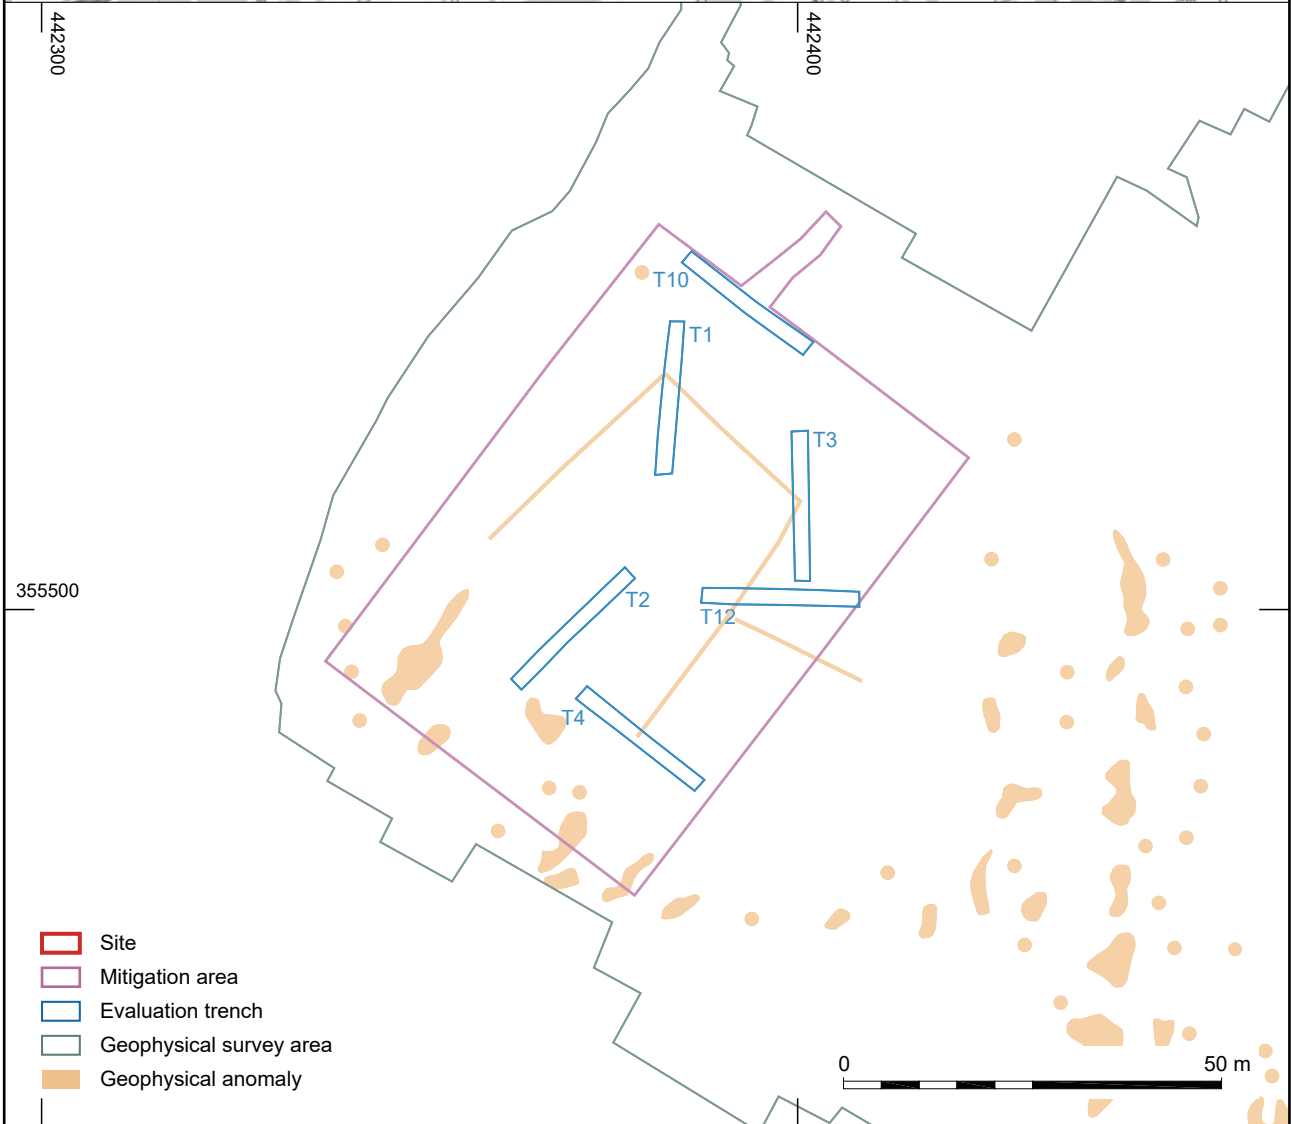 442300
442400
T10
T1
T3
355500
T2
T12
T4
Site
Mitigation area
Evaluation trench
Geophysical survey area
Geophysical anomaly
0
50 m